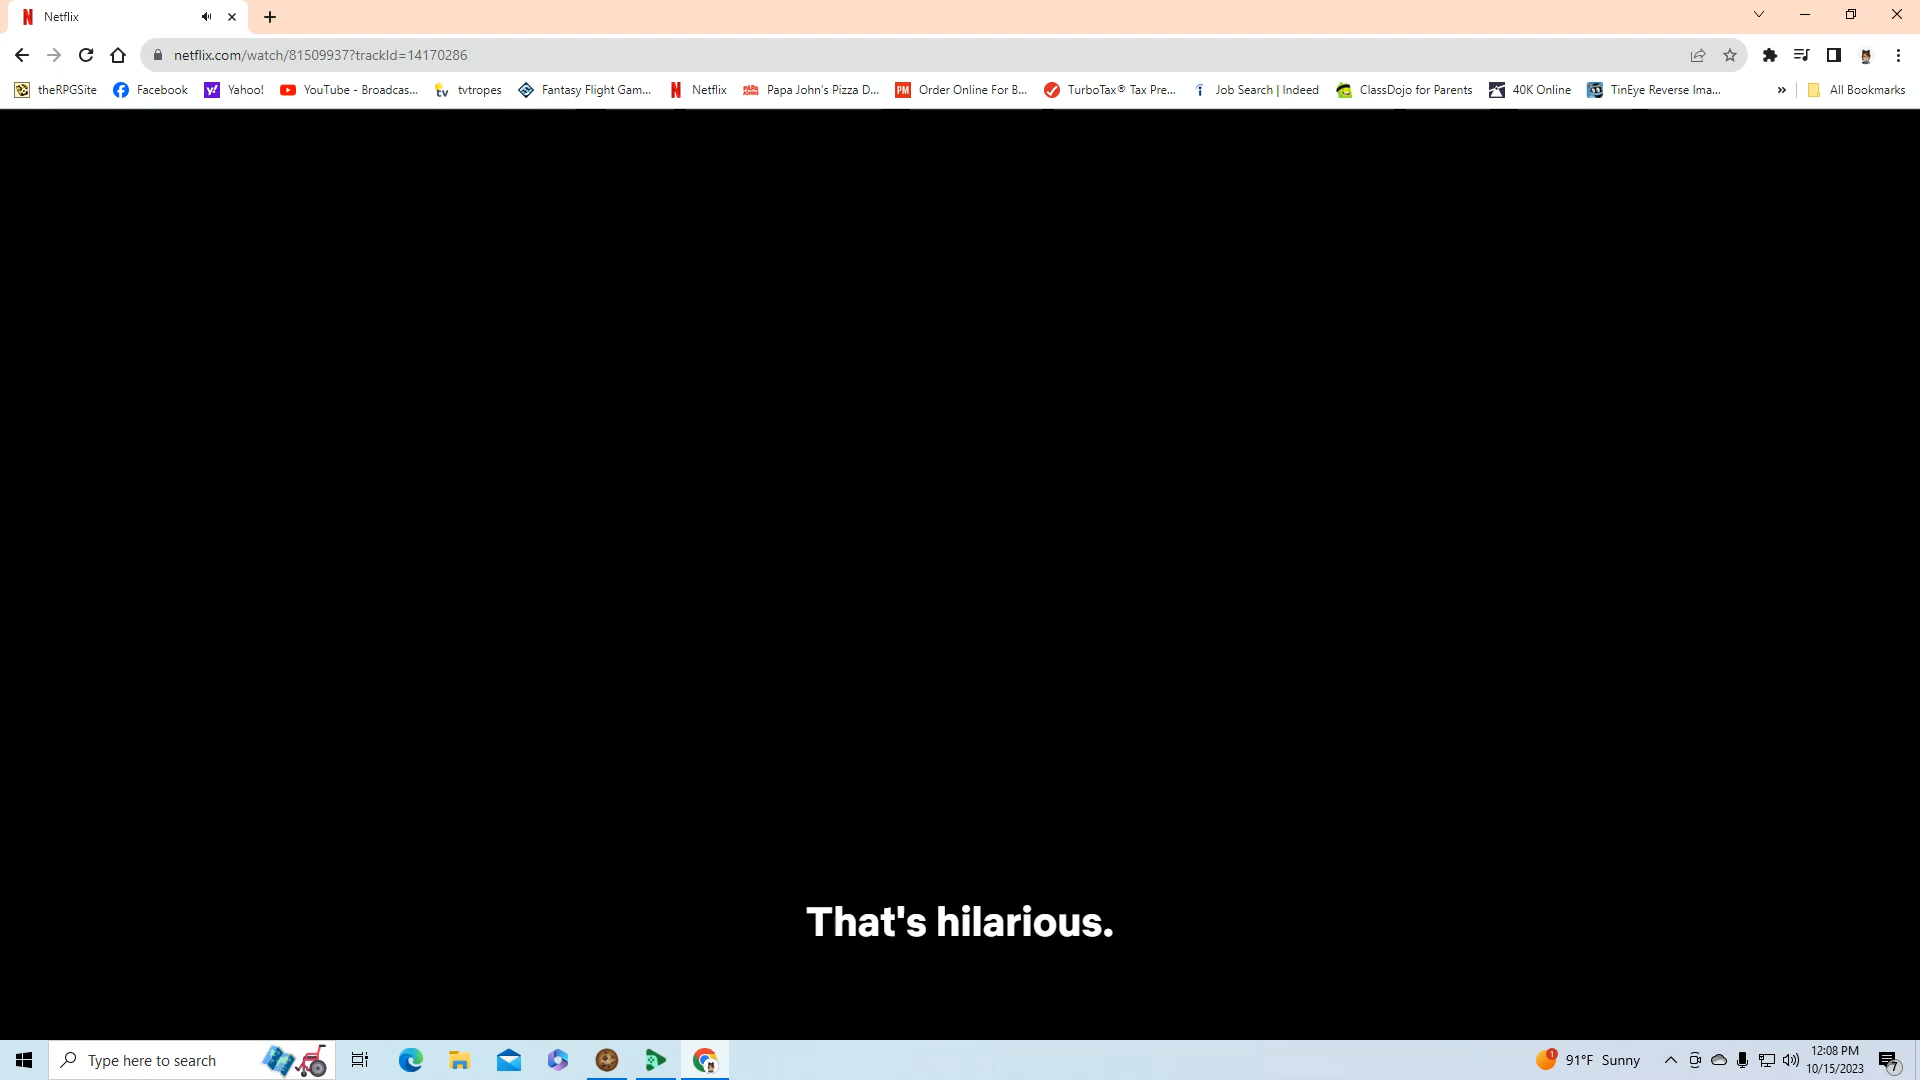 Netflix
netflix.com/watch/81509937?trackId=14170286
theRPGSite Facebook Yahoo! YouTube - Broadcas... tvtropes Fantasy Flight Gam... Netflix Papa John's Pizza D... Order Online For B... TurboTax® Tax Pre... Job Search | Indeed ClassDojo for Parents 40K Online TinEye Reverse Ima... » All Bookmarks
That's hilarious.
Type here to search 91°F Sunny 12:08 PM
10/15/2023 7